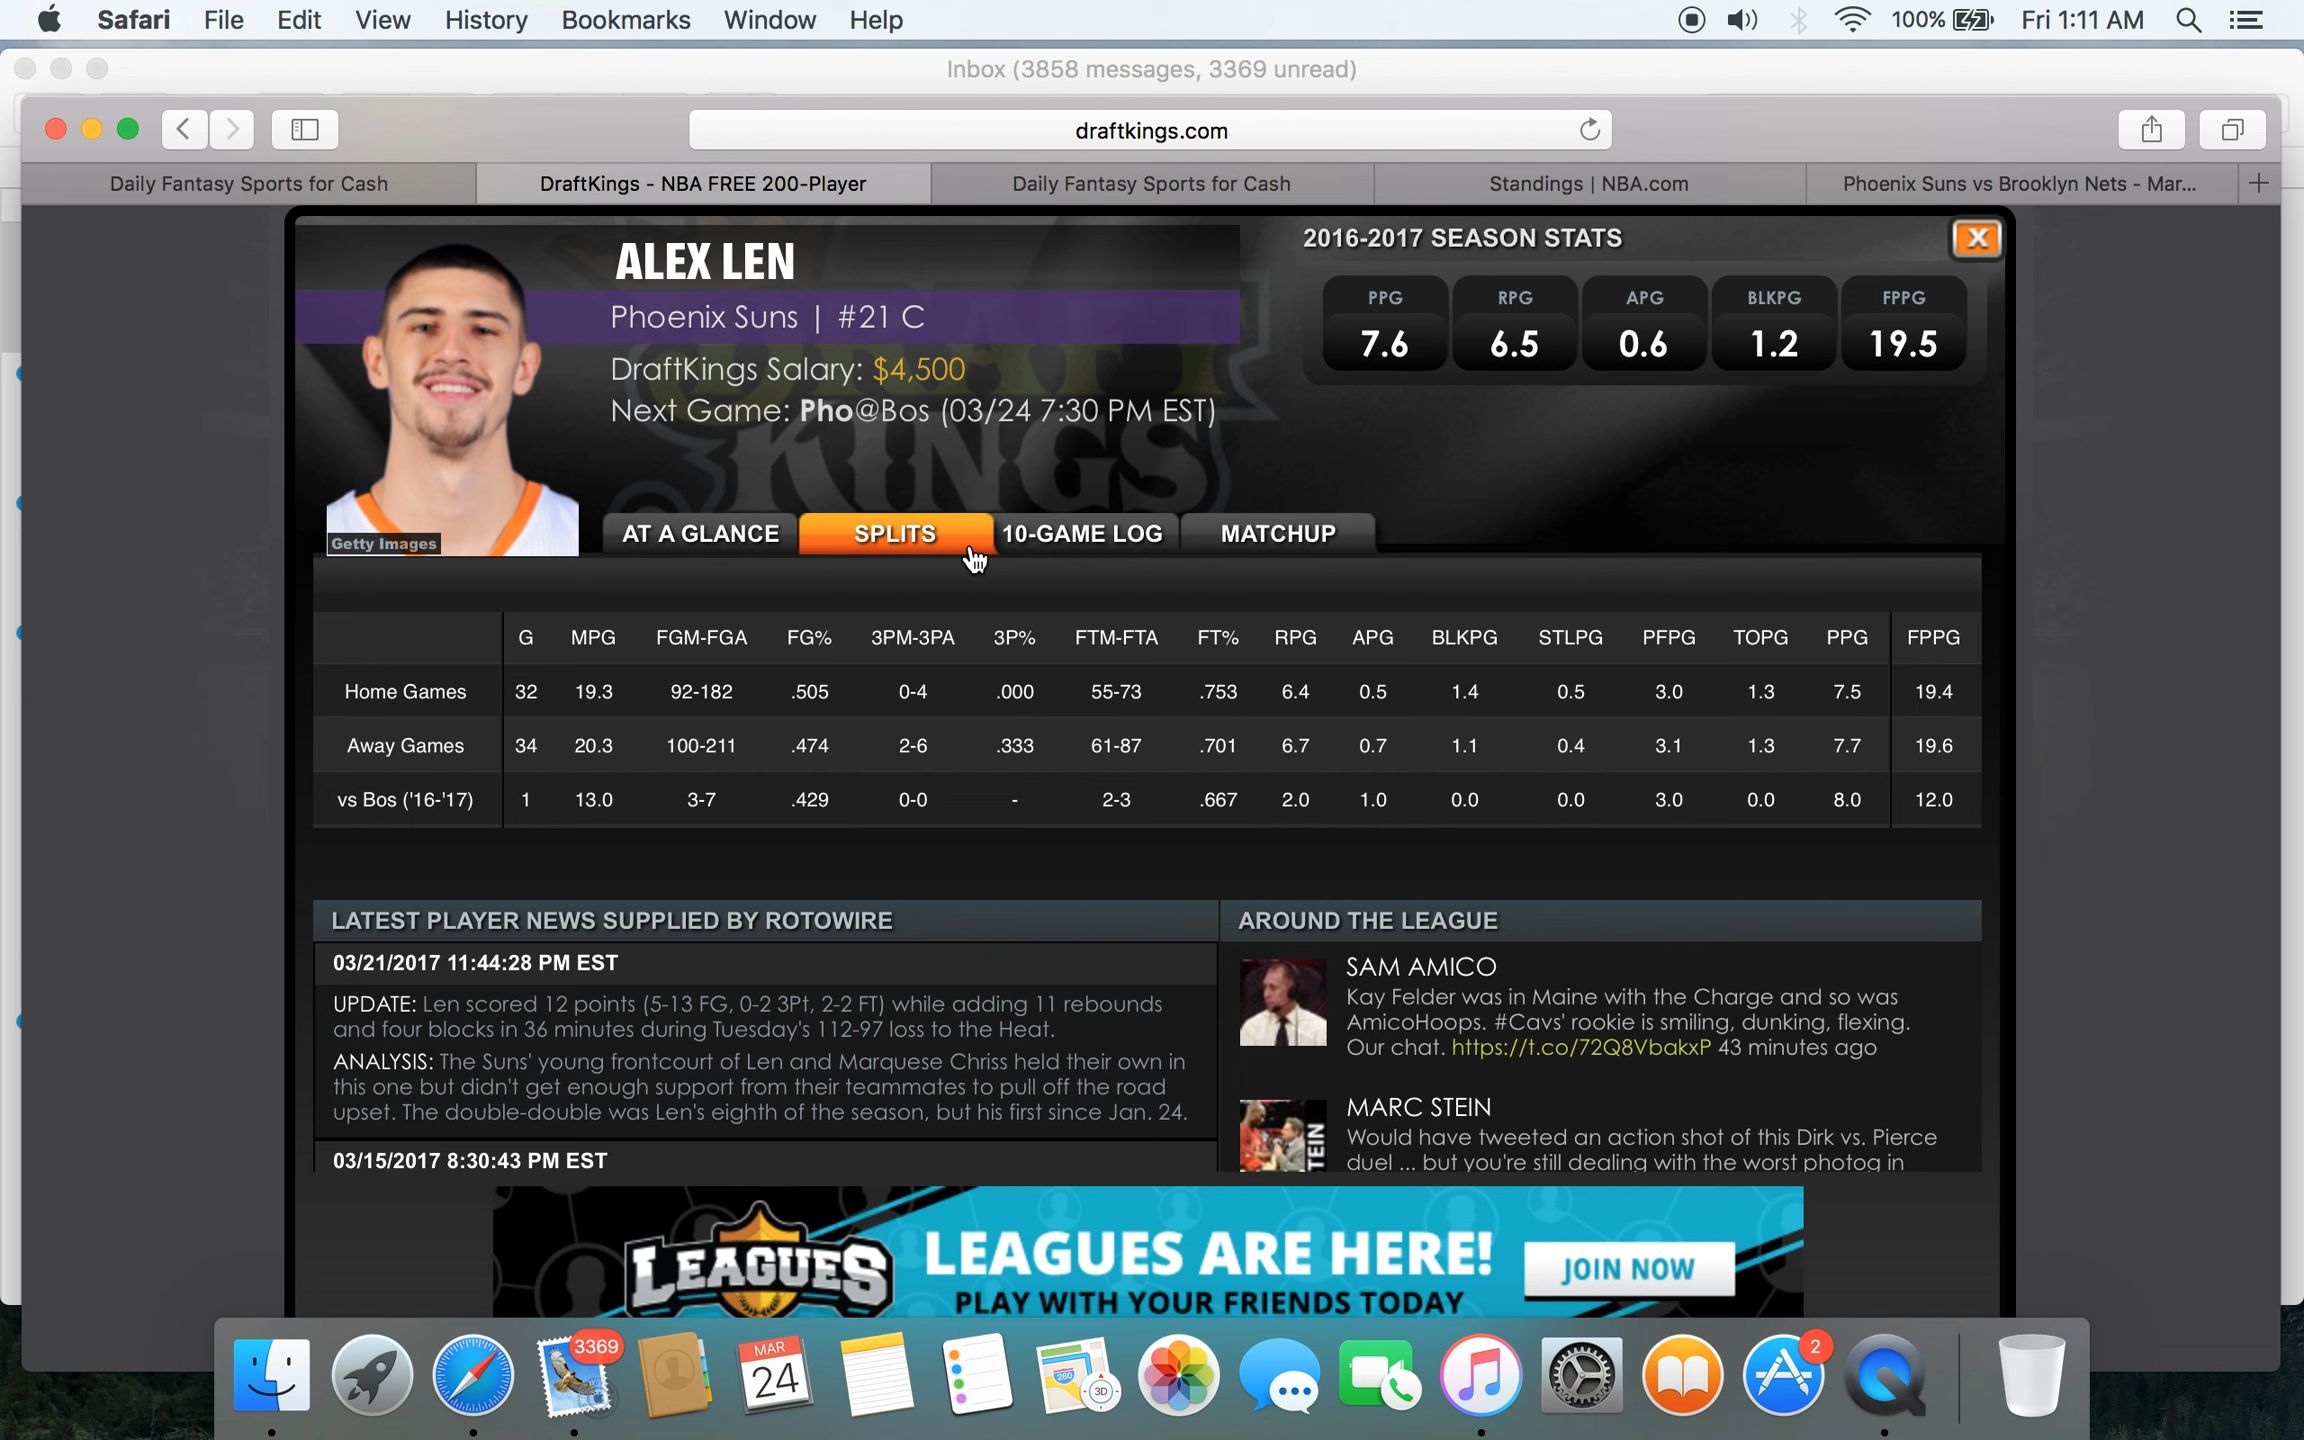 Safari File Edit View History Bookmarks Window Help 100% Fri 1:11 AM
Inbox (3858 messages, 3369 unread)
draftkings.com
Daily Fantasy Sports for Cash DraftKings - NBA FREE 200-Player Daily Fantasy Sports for Cash Standings | NBA.com Phoenix Suns vs Brooklyn Nets - Mar... +
ALEX LEN
Phoenix Suns | #21 C
DraftKings Salary: $4,500
Next Game: Pho@Bos (03/24 7:30 PM EST)
KINGS
Getty Images
2016-2017 SEASON STATS
X
PPG RPG APG BLKPG FPPG
7.6 6.5 0.6 1.2 19.5
AT A GLANCE SPLITS 10-GAME LOG MATCHUP
G MPG FGM-FGA FG% 3PM-3PA 3P% FTM-FTA FT% RPG APG BLKPG STLPG PFPG TOPG PPG FPPG
Home Games 32 19.3 92-182 .505 0-4 .000 55-73 .753 6.4 0.5 1.4 0.5 3.0 1.3 7.5 19.4
Away Games 34 20.3 100-211 .474 2-6 .333 61-87 .701 6.7 0.7 1.1 0.4 3.1 1.3 7.7 19.6
vs Bos ('16-'17) 1 13.0 3-7 .429 0-0 - 2-3 .667 2.0 1.0 0.0 0.0 3.0 0.0 8.0 12.0
LATEST PLAYER NEWS SUPPLIED BY ROTOWIRE
03/21/2017 11:44:28 PM EST
UPDATE: Len scored 12 points (5-13 FG, 0-2 3Pt, 2-2 FT) while adding 11 rebounds
and four blocks in 36 minutes during Tuesday's 112-97 loss to the Heat.
ANALYSIS: The Suns' young frontcourt of Len and Marquese Chriss held their own in
this one but didn't get enough support from their teammates to pull off the road
upset. The double-double was Len's eighth of the season, but his first since Jan. 24.
03/15/2017 8:30:43 PM EST
AROUND THE LEAGUE
SAM AMICO
Kay Felder was in Maine with the Charge and so was
AmicoHoops. #Cavs' rookie is smiling, dunking, flexing.
Our chat. https://t.co/72Q8VbakxP 43 minutes ago
MARC STEIN
Would have tweeted an action shot of this Dirk vs. Pierce
duel ... but you're still dealing with the worst photog in
LEAGUES
LEAGUES ARE HERE!
PLAY WITH YOUR FRIENDS TODAY
JOIN NOW
3369
MAR
24
280
3D
2